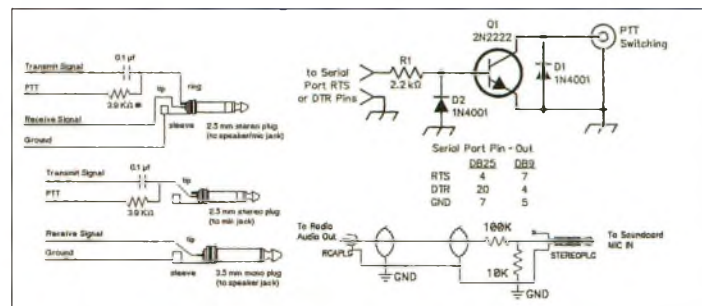 0.1 µf
Transmit Signal
PTT
3.9 KΩ
Receive Signal
Ground
tip
ring
sleeve
2.5 mm stereo plug
(to speaker/mic jack)
0.1 µf
Transmit Signal
PTT
3.9 KΩ
tip
2.5 mm stereo plug
(to mic jack)
Receive Signal
Ground
tip
sleeve
3.5 mm mono plug
(to speaker jack)
Q1
2N2222
PTT
Switching
R1
2.2 kΩ
to Serial
Port RTS
or DTR Pins
D1
1N4001
D2
1N4001
Serial Port Pin-Out
DB25 DB9
RTS 4 7
DTR 20 4
GND 7 5
To Radio
Audio Out
RCAPLG
GND
100K
10K
GND
To Soundcard
MIC IN
STEREOPLG